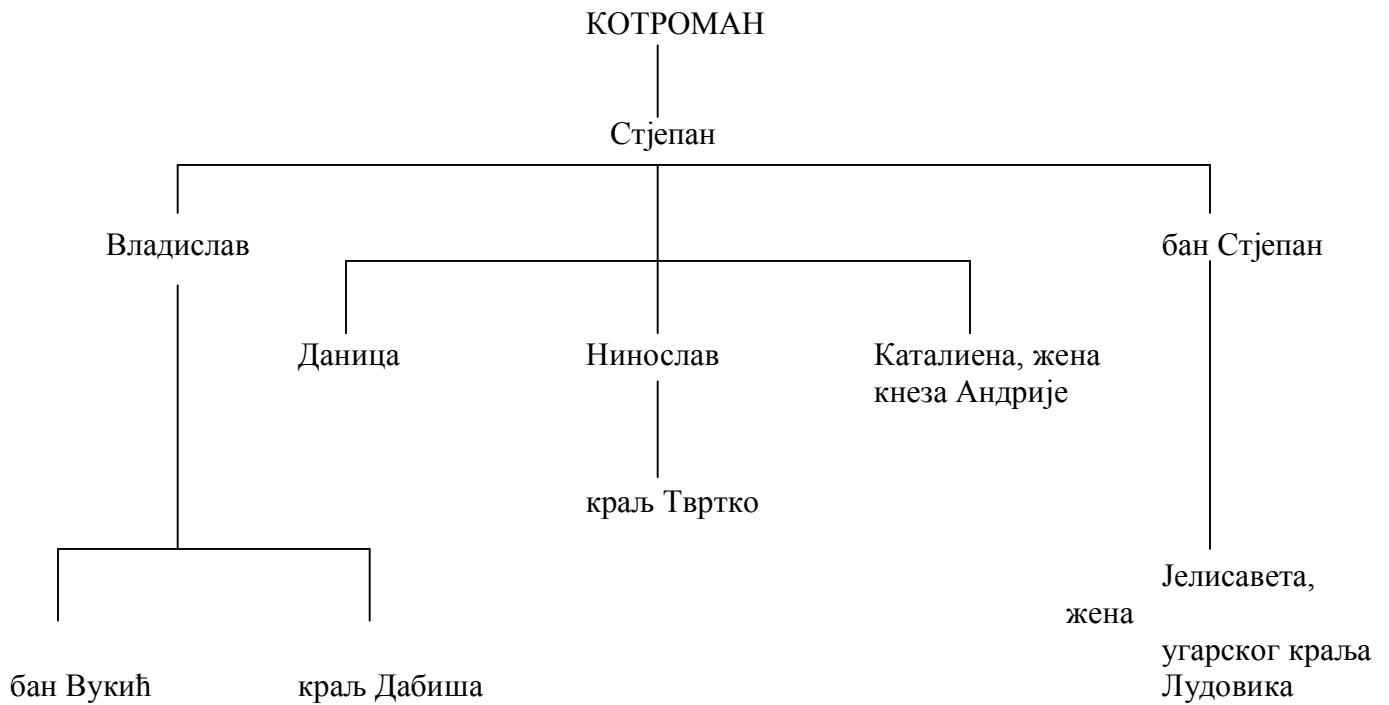 КОТРОМАН
Стјепан
Владислав
бан Стјепан
Даница
Нинослав
Каталиена, жена
кнеза Андрије
краљ Твртко
Јелисавета,
жена
угарског краља
Лудовика
бан Вукић
краљ Дабиша